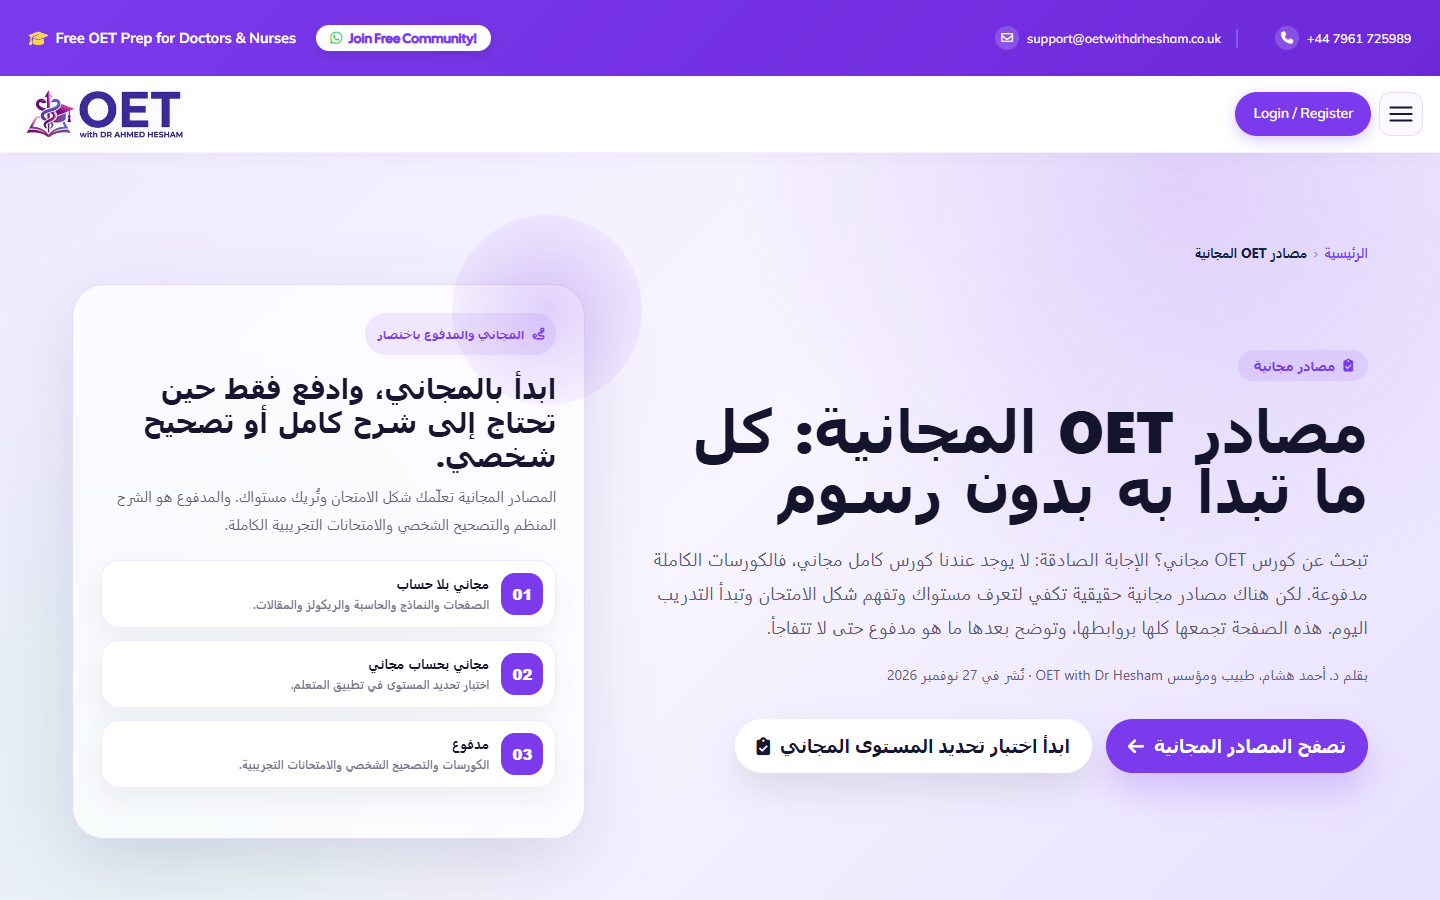 Free OET Prep for Doctors & Nurses
Join Free Community!
support@oetwithdrhesham.co.uk
+44 7961 725989
OET
with DR AHMED HESHAM
Login / Register
الرئيسية › مصادر OET المجانية
مصادر مجانية
مصادر OET المجانية: كل
ما تبدأ به بدون رسوم
تبحث عن كورس OET مجاني؟ الإجابة الصادقة: لا يوجد عندنا كورس كامل مجاني، فالكورسات الكاملة
مدفوعة. لكن هناك مصادر مجانية حقيقية تكفي لتعرف مستواك وتفهم شكل الامتحان وتبدأ التدريب
اليوم. هذه الصفحة تجمعها كلها بروابطها، وتوضح بعدها ما هو مدفوع حتى لا تتفاجأ.
بقلم د. أحمد هشام، طبيب ومؤسس OET with Dr Hesham · نُشر في 27 نوفمبر 2026
تصفح المصادر المجانية
ابدأ اختبار تحديد المستوى المجاني
المجاني والمدفوع باختصار
ابدأ بالمجاني، وادفع فقط حين
تحتاج إلى شرح كامل أو تصحيح
شخصي.
المصادر المجانية تعلّمك شكل الامتحان وتُريك مستواك. والمدفوع هو الشرح
المنظم والتصحيح الشخصي والامتحانات التجريبية الكاملة.
01
مجاني بلا حساب
الصفحات والنماذج والحاسبة والريكولز والمقالات.
02
مجاني بحساب مجاني
اختبار تحديد المستوى في تطبيق المتعلم.
03
مدفوع
الكورسات والتصحيح الشخصي والامتحانات التجريبية.